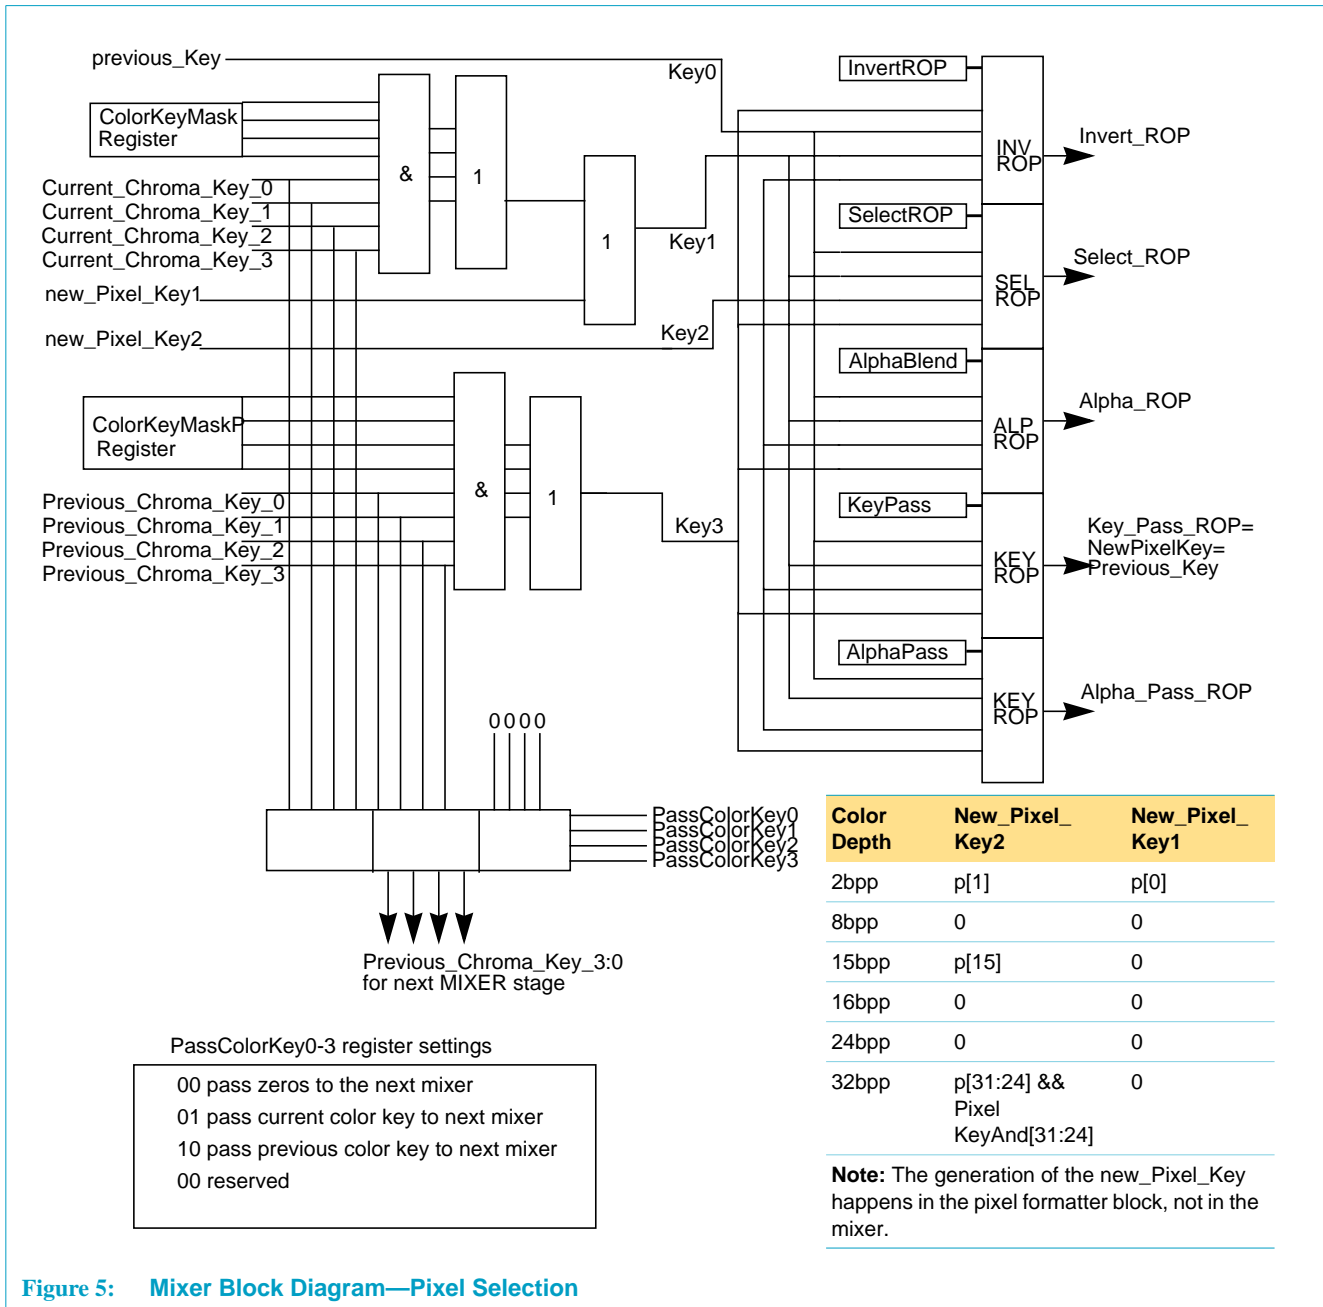 previous_Key
Key0
InvertROP
ColorKeyMask
Register
INV
ROP
Invert_ROP
&
1
Current_Chroma_Key_0
Current_Chroma_Key_1
Current_Chroma_Key_2
Current_Chroma_Key_3
1
Key1
SelectROP
SEL
ROP
Select_ROP
new_Pixel_Key1
new_Pixel_Key2
Key2
AlphaBlend
ALP
ROP
Alpha_ROP
ColorKeyMaskP
Register
&
1
Previous_Chroma_Key_0
Previous_Chroma_Key_1
Previous_Chroma_Key_2
Previous_Chroma_Key_3
Key3
KeyPass
KEY
ROP
Key_Pass_ROP=
NewPixelKey=
Previous_Key
AlphaPass
KEY
ROP
Alpha_Pass_ROP
0000
PassColorKey0
PassColorKey1
PassColorKey2
PassColorKey3
Previous_Chroma_Key_3:0
for next MIXER stage
PassColorKey0-3 register settings
00 pass zeros to the next mixer
01 pass current color key to next mixer
10 pass previous color key to next mixer
00 reserved
Color Depth New_Pixel_Key2 New_Pixel_Key1
2bpp p[1] p[0]
8bpp 0 0
15bpp p[15] 0
16bpp 0 0
24bpp 0 0
32bpp p[31:24] && 0
Pixel
KeyAnd[31:24]
Note: The generation of the new_Pixel_Key
happens in the pixel formatter block, not in the
mixer.
Figure 5: Mixer Block Diagram—Pixel Selection